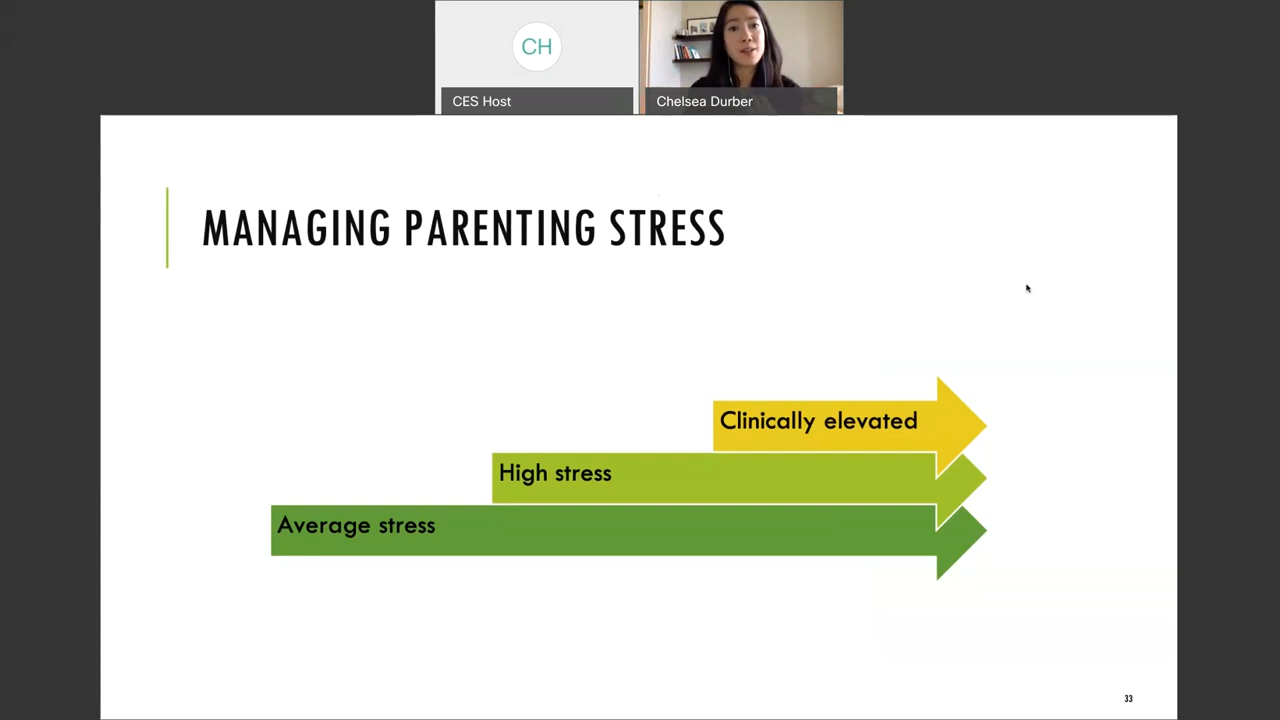 CH
CES Host
Chelsea Durber
MANAGING PARENTING STRESS
Clinically elevated
High stress
Average stress
33